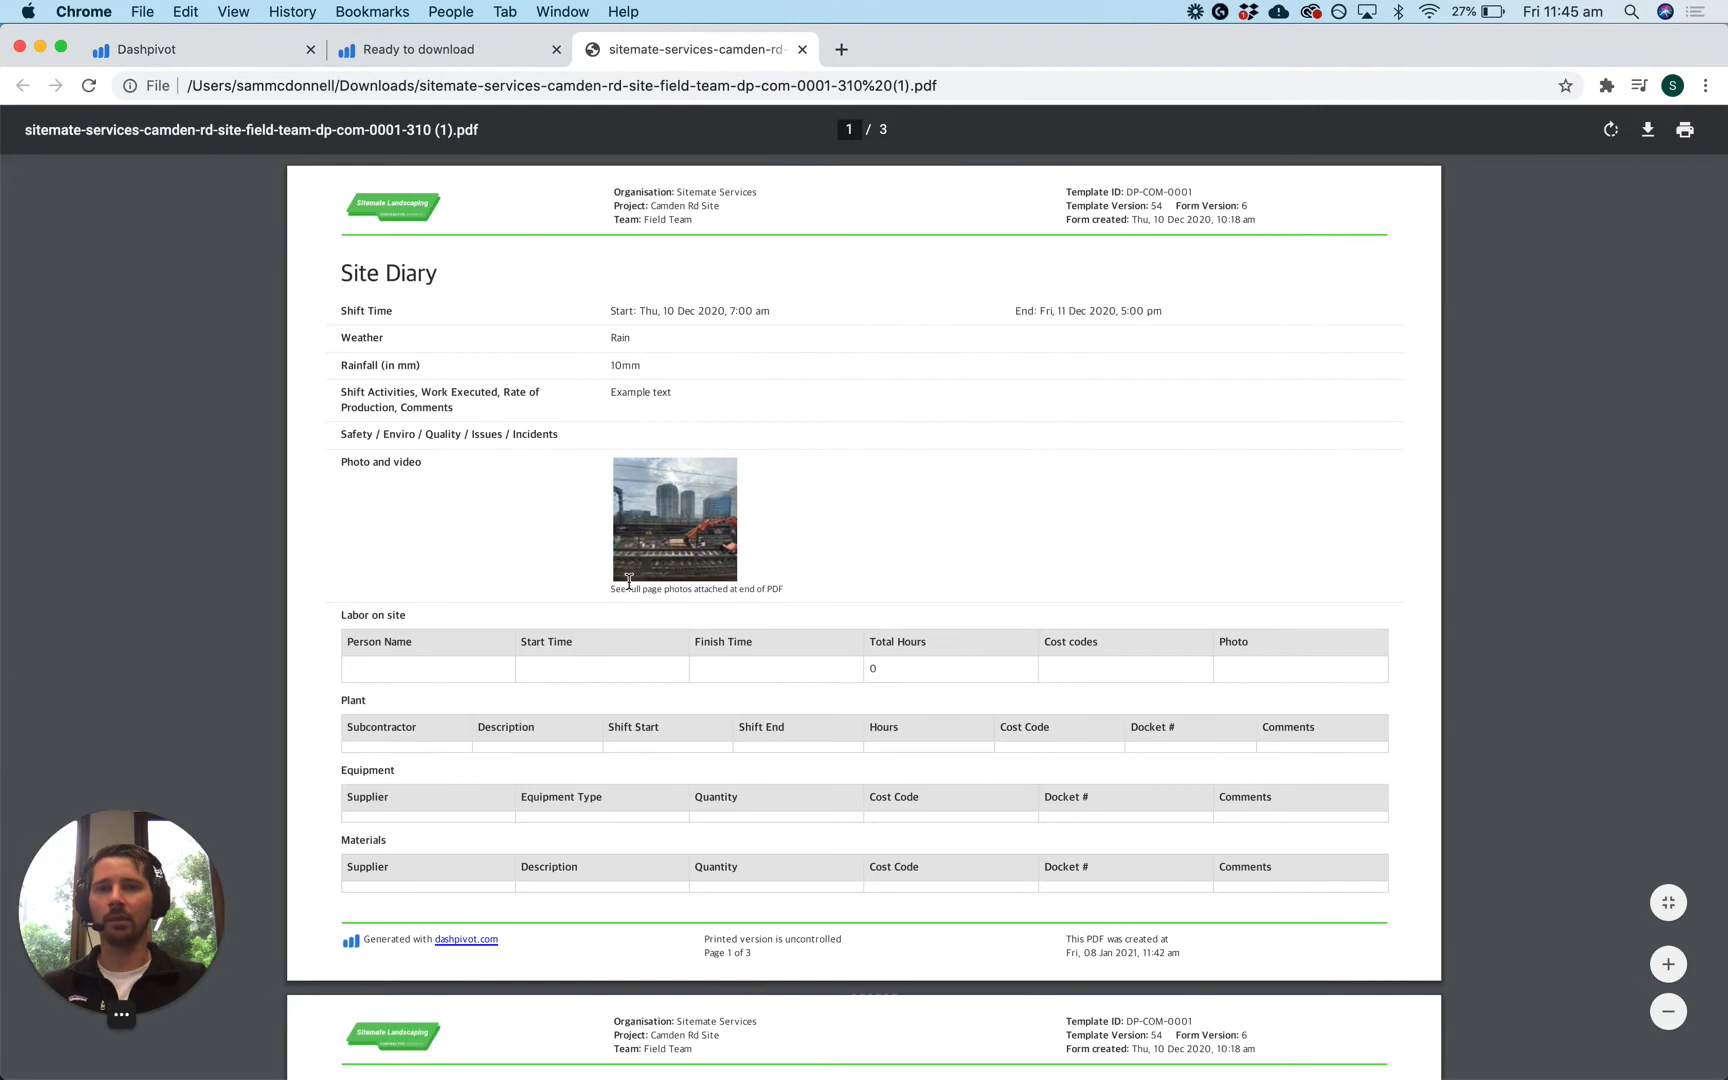 Chrome File Edit View History Bookmarks People Tab Window Help 27% Fri 11:45 am
Dashpivot Ready to download sitemate-services-camden-rd-
File /Users/sammcdonnell/Downloads/sitemate-services-camden-rd-site-field-team-dp-com-0001-310%20(1).pdf S
sitemate-services-camden-rd-site-field-team-dp-com-0001-310 (1).pdf 1 / 3
Sitemate Landscaping
Organisation: Sitemate Services Template ID: DP-COM-0001
Project: Camden Rd Site Template Version: 54 Form Version: 6
Team: Field Team Form created: Thu, 10 Dec 2020, 10:18 am
Site Diary
Shift Time Start: Thu, 10 Dec 2020, 7:00 am End: Fri, 11 Dec 2020, 5:00 pm
Weather Rain
Rainfall (in mm) 10mm
Shift Activities, Work Executed, Rate of Example text
Production, Comments
Safety / Enviro / Quality / Issues / Incidents
Photo and video
See full page photos attached at end of PDF
Labor on site
Person Name Start Time Finish Time Total Hours Cost codes Photo
0
Plant
Subcontractor Description Shift Start Shift End Hours Cost Code Docket # Comments
Equipment
Supplier Equipment Type Quantity Cost Code Docket # Comments
Materials
Supplier Description Quantity Cost Code Docket # Comments
Generated with dashpivot.com Printed version is uncontrolled This PDF was created at
Page 1 of 3 Fri, 08 Jan 2021, 11:42 am
Sitemate Landscaping
Organisation: Sitemate Services Template ID: DP-COM-0001
Project: Camden Rd Site Template Version: 54 Form Version: 6
Team: Field Team Form created: Thu, 10 Dec 2020, 10:18 am